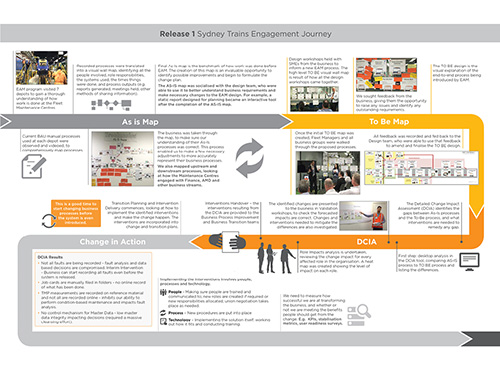 Release 1 Sydney Trains Engagement Journey
EAM program visited 7
depots to gain a thorough
understanding of how
work is done at the Fleet
Maintenance Centres
Recorded processes were translated
into a visual as-is map, identifying all the
people involved, role responsibilities,
the systems used, the times things
were done and process outputs (e.g.
reports generated, meetings held other
methods of sharing information).
Final As-Is map is the benchmark of how work was done before
EAM. The creation of this map is an invaluable opportunity to
identify possible improvements and begin to formulate the
change plan.
The AS-IS map was socialised with the design team, who were
able to use it to better understand business requirements and
make necessary changes to the EAM design. For example, a
static report designed for planning became an interactive tool
after the completion of the AS-IS map.
Design workshops held with
SMEs from the business to
inform a new EAM process. The
high level TO BE visual wall map
is result of how all the design
workshops came together.
We sought feedback from the
business, giving them the opportunity
to raise any issues and identify any
outstanding requirements.
The TO BE design is the
visual explanation of the
end-to-end process being
introduced by EAM.
As is Map
To Be Map
Current BAU manual processes
used at each depot were
observed and videoed, to
comprehensively map processes
The business was taken through
the map, to make sure our
understanding of their As-Is
processes was correct. This process
enabled us to make a few necessary
adjustments to more accurately
represent their business processes.
We also mapped upstream and
downstream processes, looking
at how the Maintenance Centres
engaged with Finance, AMD and
other business streams.
Once the initial TO BE map was
created, Fleet Managers and all
business groups were walked
through the proposed processes
All feedback was recorded and fed-back to the
Design team, who were able to use that feedback
to amend and finalise the TO BE design.
This is a good time to
start changing business
processes before
the system is even
introduced
Transition Planning and Intervention
Delivery commences, looking at how to
implement the identified interventions
and make the change happen. The
interventions are incorporated into
change and transition plans.
Interventions Handover - the
interventions resulting from
the DCIA are provided to the
Business Process Improvement
and Business Transition teams
The identified changes are
presented to the business
in validation workshops,
to check the forecasted
impacts are correct. Changes and
interventions needed to mitigate the
differences are also investigated.
The Detailed Change Impact
Assessment (DCIA) identifies the
gaps between As-Is processes
and the To-Be process, and what
interventions are needed to
remedy any gap.
Change in Action
DCIA
DCIA Results
- Not all faults are being recorded - fault analysis and data
based decisions are compromised. Interim Intervention
- Business can start recording all faults even before the
system is released
- Job cards are manually filled in folders - no online record
of what has been done
- TMP measurements are recorded on reference material
and not all are recorded online - inhibits our ability to
perform condition-based maintenance and impacts fault
analysis.
- No control mechanism for Master Data - low master
data integrity, impacting decisions (required a massive
cleansing effort)
Implementing the interventions involves people,
process and technology.
People - Making sure people are trained and
communicated to, new roles are created if required or
new responsibilities allocated, union negotiation takes
place as needed.
Process - New procedures are put into place
Technology - Implementing the solution itself, working
out how it fits and conducting training.
Role Impacts analysis is undertaken,
reviewing the change impact for every
affected role in the organisation. A heat
map was created showing the level of
impact on each role.
We need to measure how
successful we are at transforming
the business, and whether or
not we are meeting the benefits
people should get from the
change. E.g. KPIs, stabilisation
metrics, user readiness surveys.
First step: desktop analysis in
the DCIA tool, comparing AS-IS
process to TO BE process and
listing the differences.